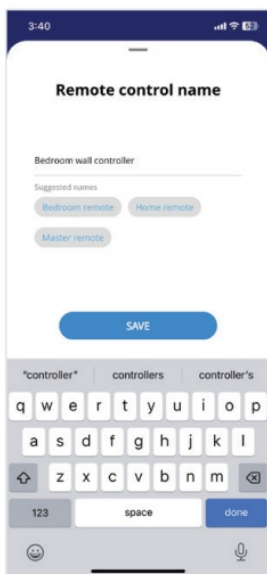 3:40
Remote control name
Bedroom wall controller
Suggested names
Bedroom remote Home remote
Master remote
SAVE
"controller" controllers controller's
q w e r t y u i o p
a s d f g h j k l
z x c v b n m
123 space done